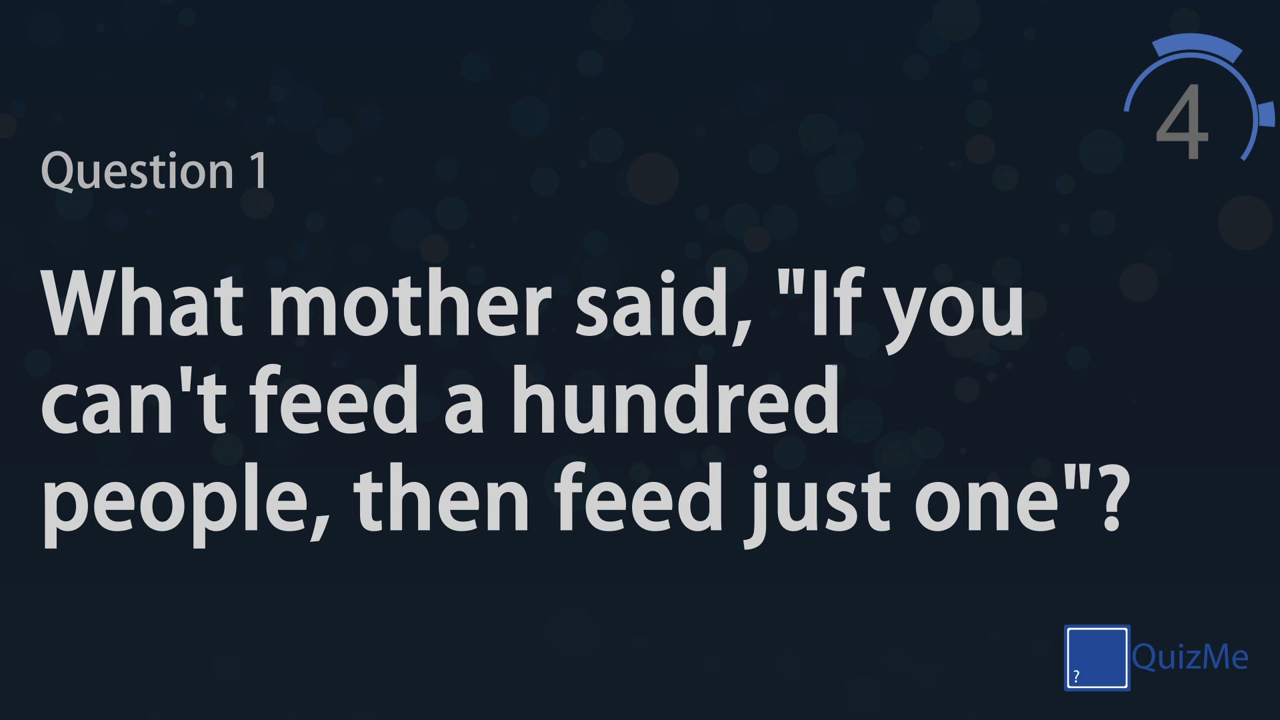 4
Question 1
What mother said, "If you
can't feed a hundred
people, then feed just one"?
?
QuizMe